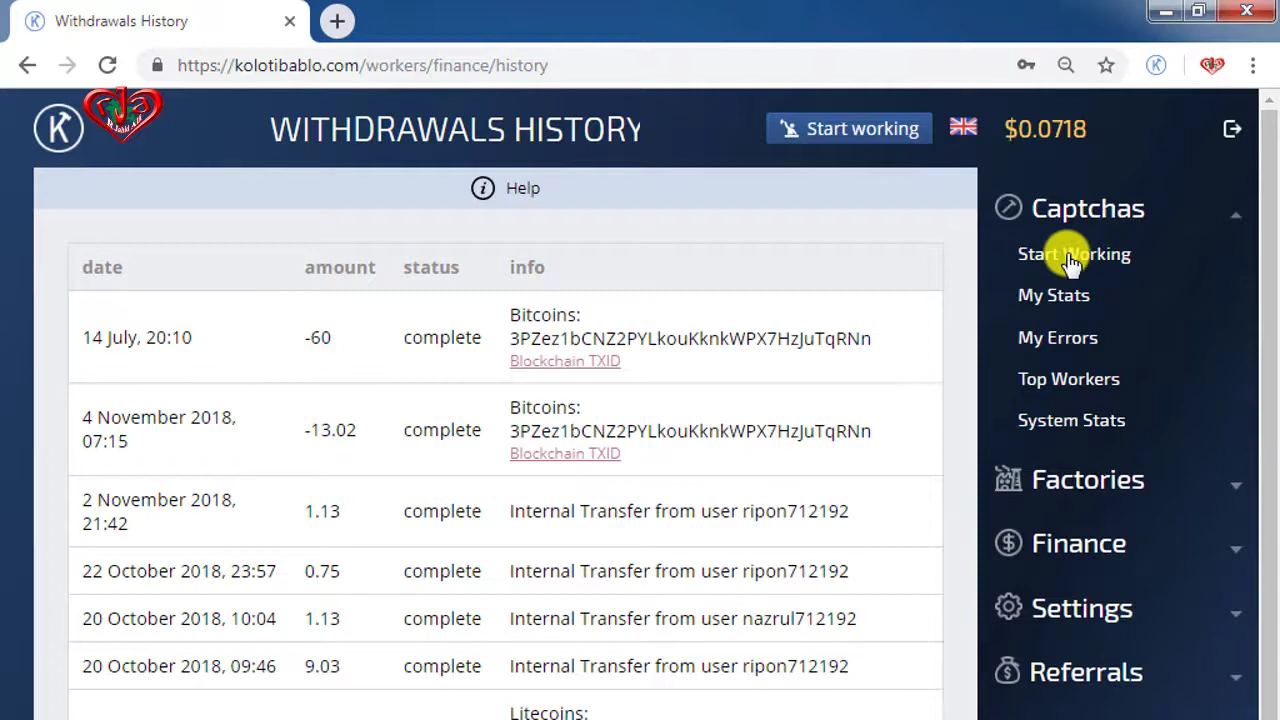 Withdrawals History
https://kolotibablo.com/workers/finance/history
K
rja
WITHDRAWALS HISTORY
Start working
$0.0718
Help
date amount status info
14 July, 20:10 -60 complete Bitcoins:
3PZez1bCNZ2PYLkouKknkWPX7HzJuTqRNn
Blockchain TXID
4 November 2018,
07:15 -13.02 complete Bitcoins:
3PZez1bCNZ2PYLkouKknkWPX7HzJuTqRNn
Blockchain TXID
2 November 2018,
21:42 1.13 complete Internal Transfer from user ripon712192
22 October 2018, 23:57 0.75 complete Internal Transfer from user ripon712192
20 October 2018, 10:04 1.13 complete Internal Transfer from user nazrul712192
20 October 2018, 09:46 9.03 complete Internal Transfer from user ripon712192
Litecoins:
Captchas
Start Working
My Stats
My Errors
Top Workers
System Stats
Factories
Finance
Settings
Referrals